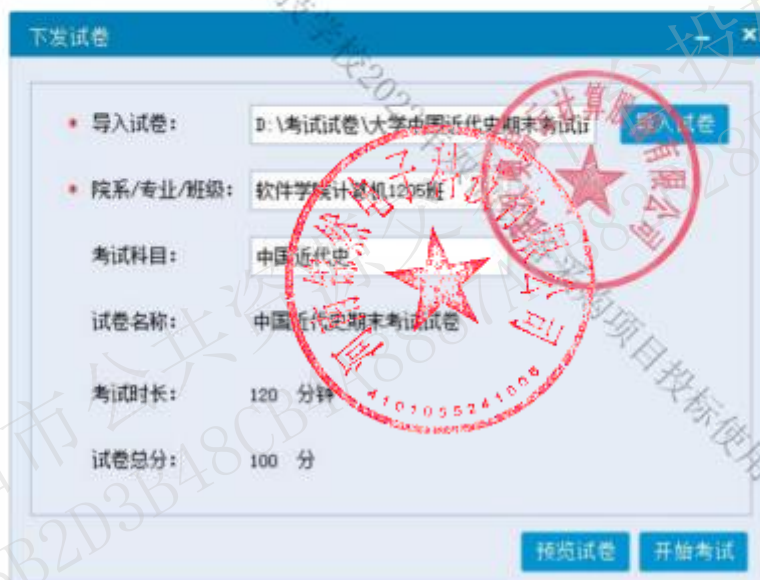 下发试卷
* 导入试卷： D:\考试试卷\大学中国近代史期末考试试 导入试卷
* 院系/专业/班级： 软件学院计算机1205班
考试科目： 中国近代史
试卷名称： 中国近代史期末考试试卷
考试时长： 120 分钟
试卷总分： 100 分
预览试卷 开始考试
4101055241008